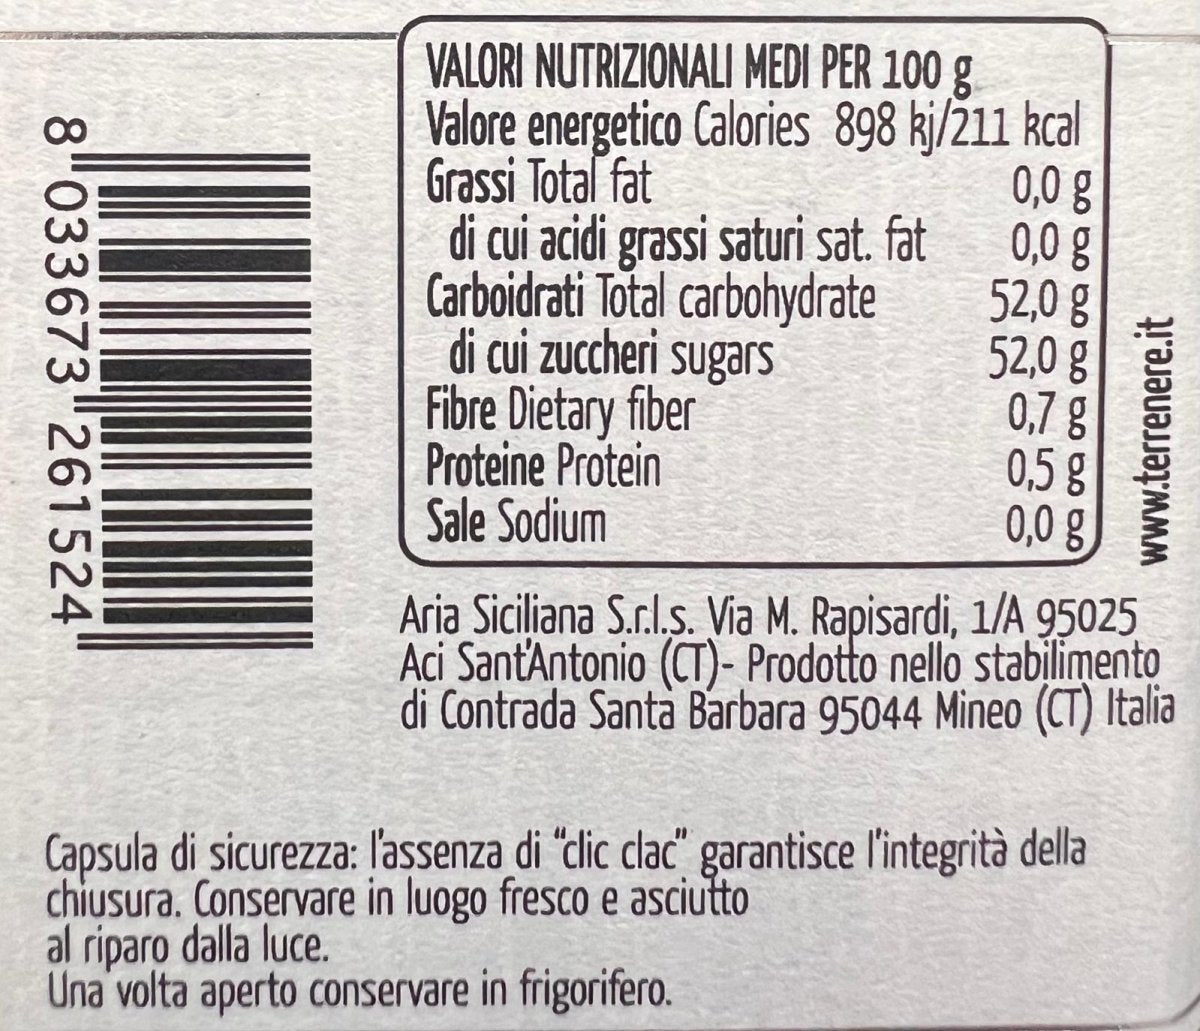 VALORI NUTRIZIONALI MEDI PER 100 g
Valore energetico Calories 898 kj/211 kcal
Grassi Total fat 0,0 g
di cui acidi grassi saturi sat. fat 0,0 g
Carboidrati Total carbohydrate 52,0 g
di cui zuccheri sugars 52,0 g
Fibre Dietary fiber 0,7 g
Proteine Protein 0,5 g
Sale Sodium 0,0 g
8 033673 261524
www.terrenere.it
Aria Siciliana S.r.l.s. Via M. Rapisardi, 1/A 95025
Aci Sant'Antonio (CT)- Prodotto nello stabilimento
di Contrada Santa Barbara 95044 Mineo (CT) Italia
Capsula di sicurezza: l'assenza di "clic clac" garantisce l'integrità della
chiusura. Conservare in luogo fresco e asciutto
al riparo dalla luce.
Una volta aperto conservare in frigorifero.